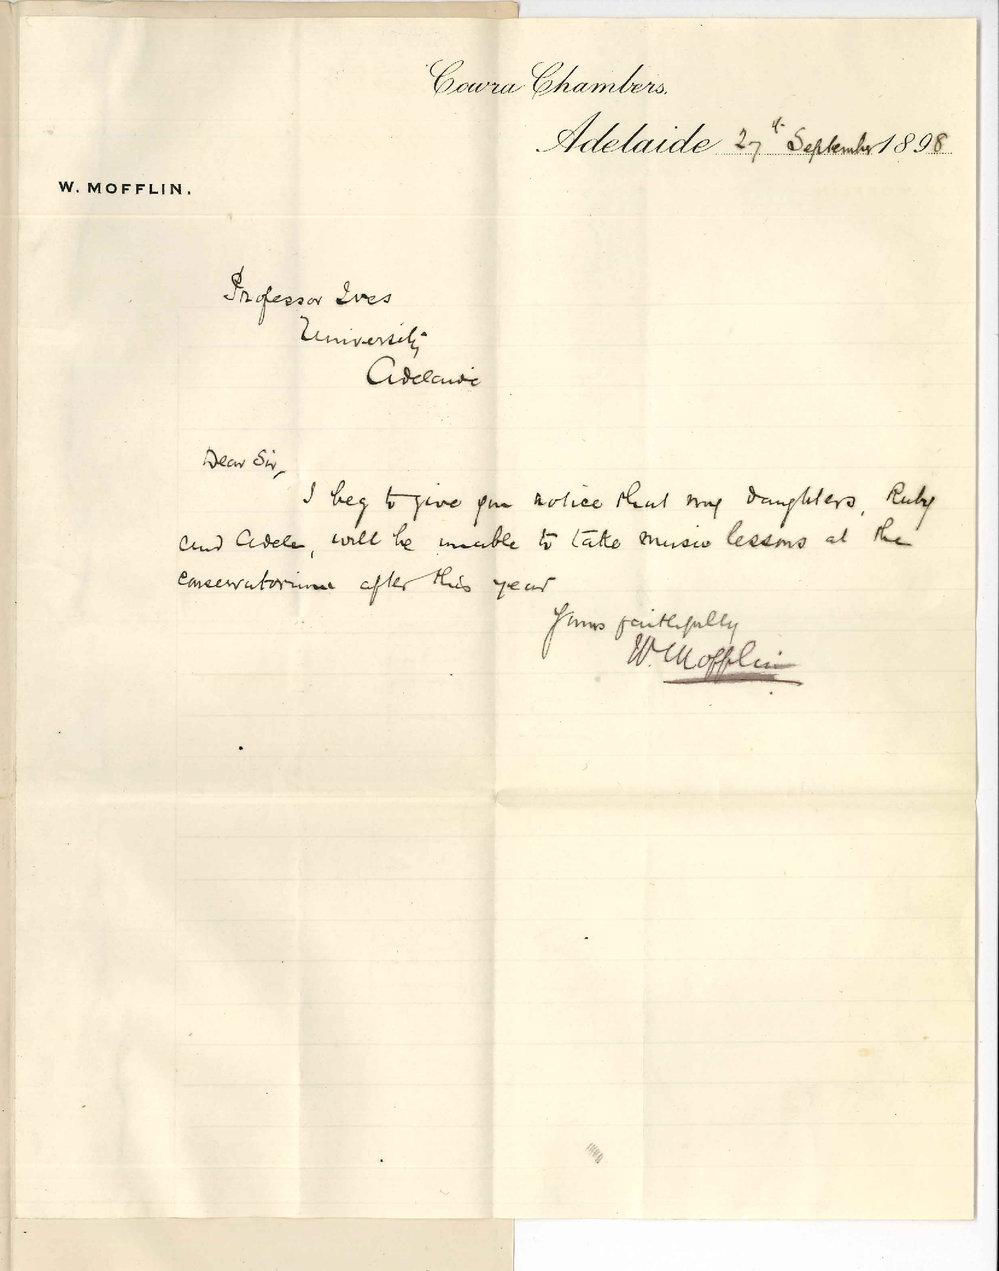 Cowra Chambers.
Adelaide 27th September 1898
W. MOFFLIN.
Professor Ives
University
Adelaide
Dear Sir,
I beg to give you notice that my daughters, Ruby
and Adele, will be unable to take music lessons at the
conservatorium after this year
Yours faithfully
W. Mofflin